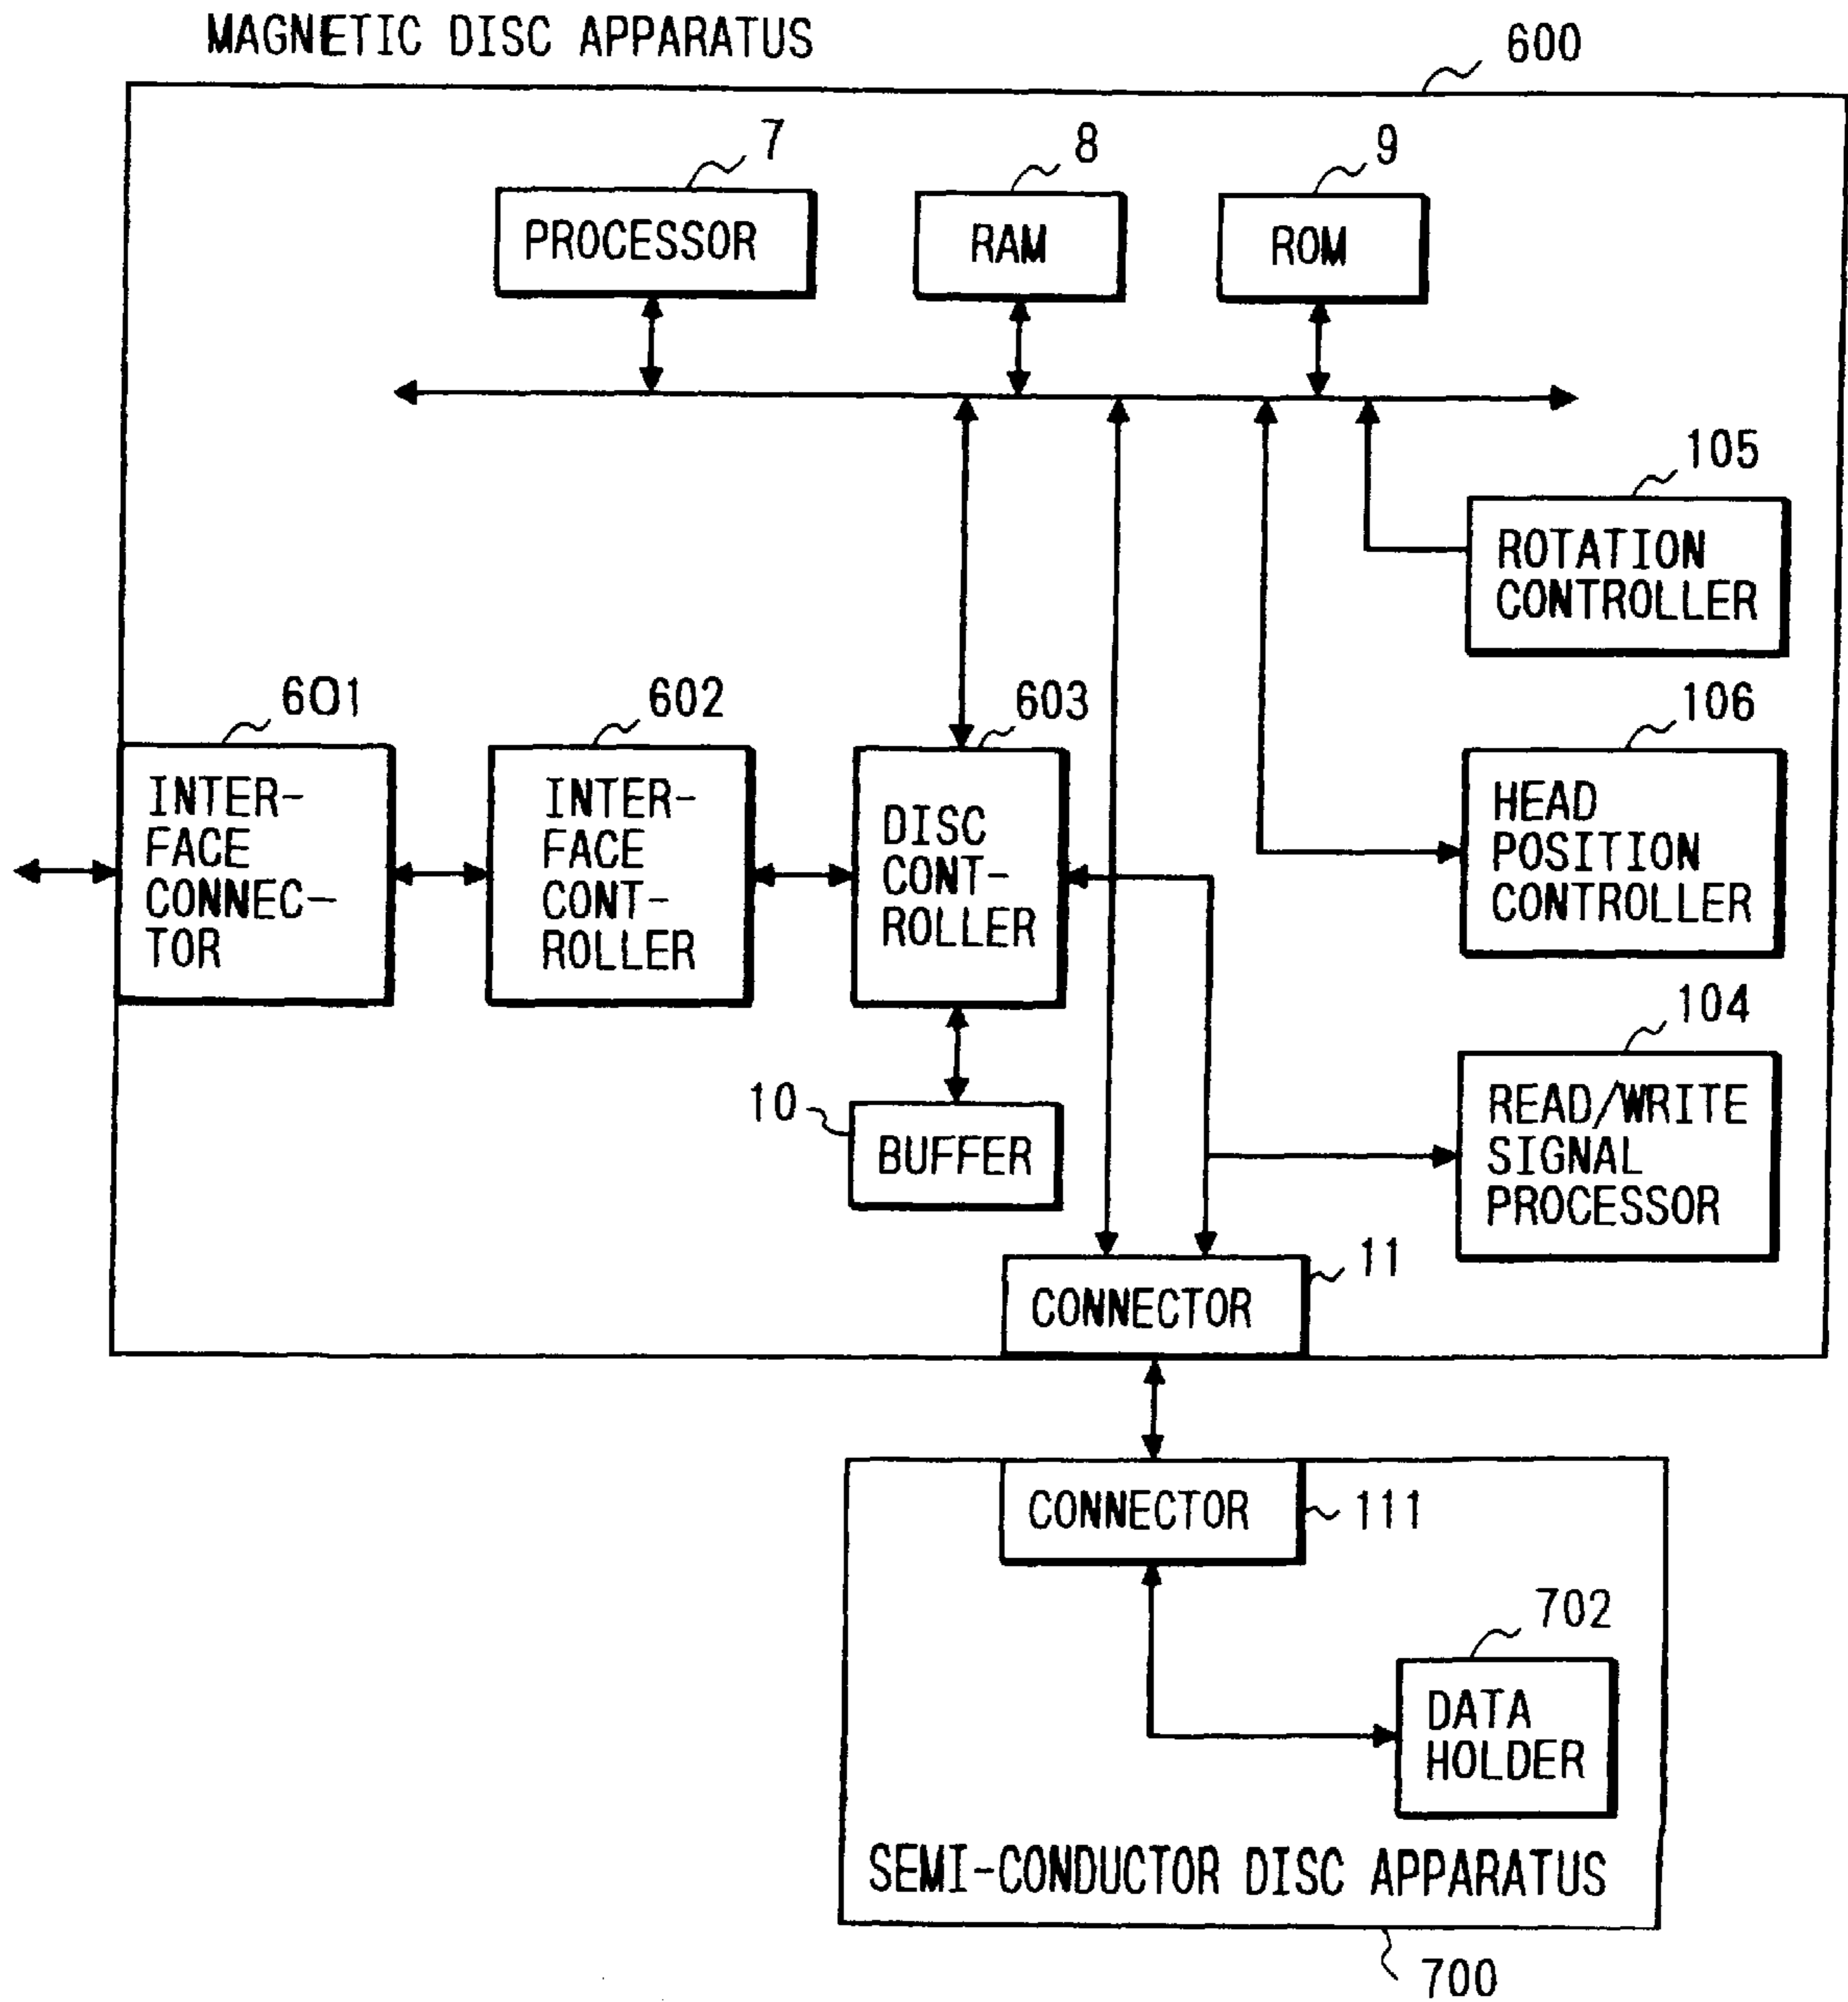 MAGNETIC DISC APPARATUS
600
7
8
9
PROCESSOR
RAM
ROM
105
ROTATION
CONTROLLER
601
602
603
106
INTER-
FACE
CONNEC-
TOR
INTER-
FACE
CONT-
ROLLER
DISC
CONT-
ROLLER
HEAD
POSITION
CONTROLLER
104
10
BUFFER
READ/WRITE
SIGNAL
PROCESSOR
11
CONNECTOR
CONNECTOR
111
702
DATA
HOLDER
SEMI-CONDUCTOR DISC APPARATUS
700